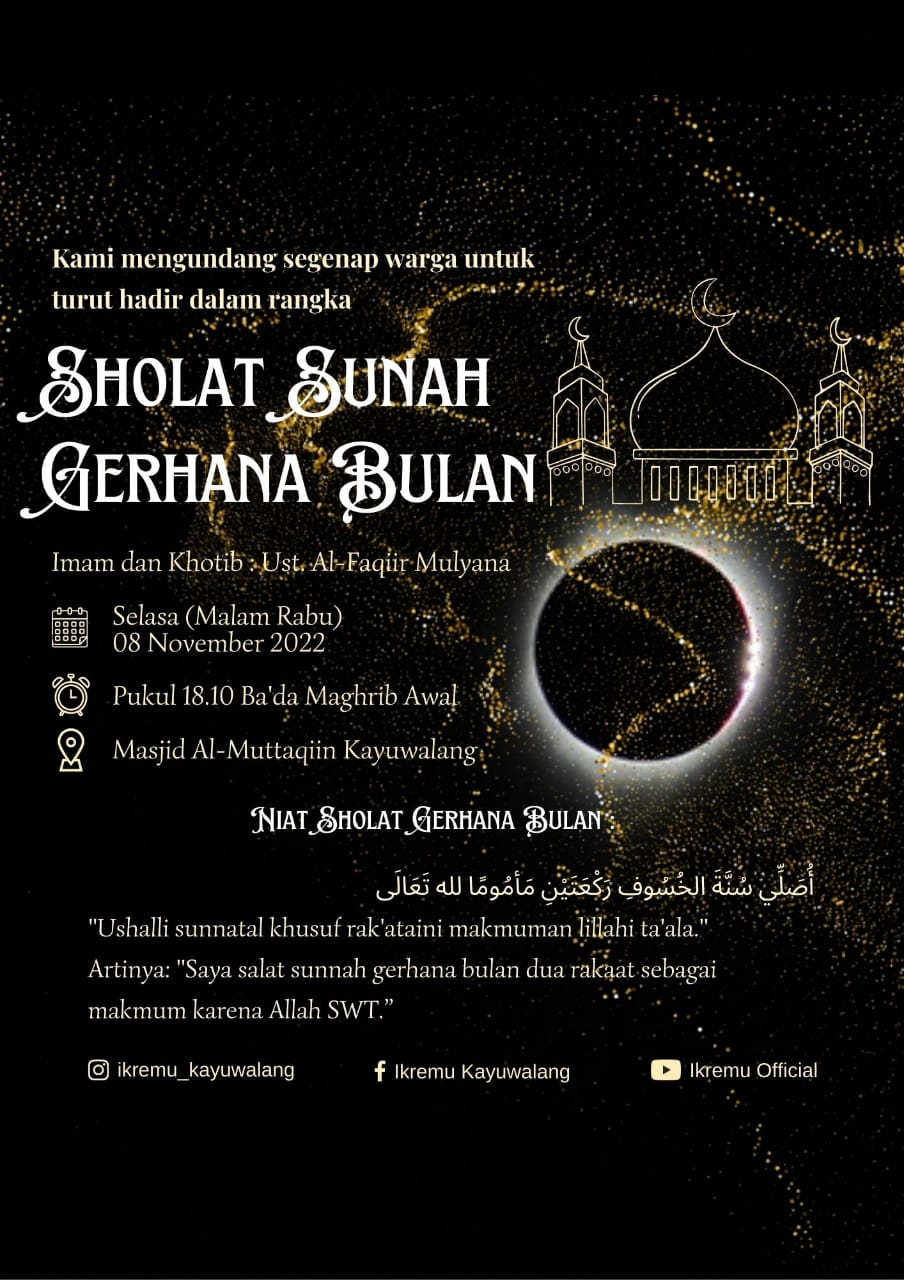 Kami mengundang segenap warga untuk
turut hadir dalam rangka
Sholat Sunah
Gerhana Bulan
Imam dan Khotib : Ust. Al-Faqiir Mulyana
Selasa (Malam Rabu)
08 November 2022
Pukul 18.10 Ba'da Maghrib Awal
Masjid Al-Muttaqiin Kayuwalang
Niat Sholat Gerhana Bulan :
أُصَلِّي سُنَّةَ الخُسُوفِ رَكْعَتَيْنِ مَأمُومًا لله تَعَالَى
"Ushalli sunnatal khusuf rak'ataini makmuman lillahi ta'ala."
Artinya: "Saya salat sunnah gerhana bulan dua rakaat sebagai
makmum karena Allah SWT.”
ikremu_kayuwalang
Ikremu Kayuwalang
Ikremu Official